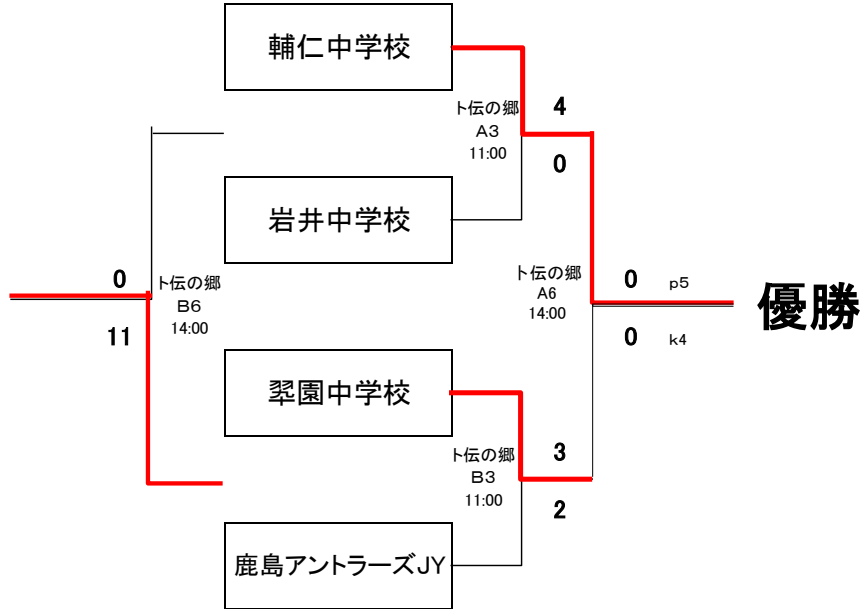 輔仁中学校
ト伝の郷
A3
11:00
4
0
岩井中学校
0
11
ト伝の郷
B6
14:00
ト伝の郷
A6
14:00
0 p5
0 k4
優勝
翆園中学校
ト伝の郷
B3
11:00
3
2
鹿島アントラーズJY